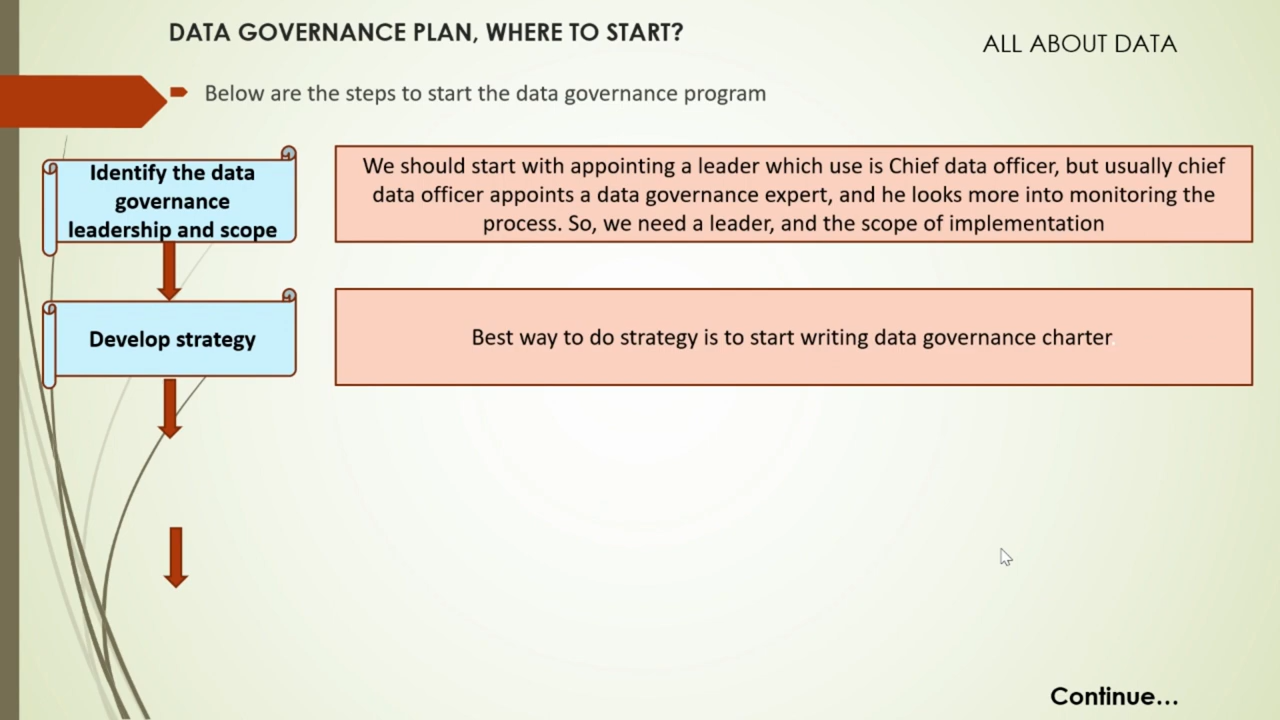 DATA GOVERNANCE PLAN, WHERE TO START?
ALL ABOUT DATA
Below are the steps to start the data governance program
Identify the data
governance
leadership and scope
We should start with appointing a leader which use is Chief data officer, but usually chief
data officer appoints a data governance expert, and he looks more into monitoring the
process. So, we need a leader, and the scope of implementation
Develop strategy
Best way to do strategy is to start writing data governance charter.
Continue...